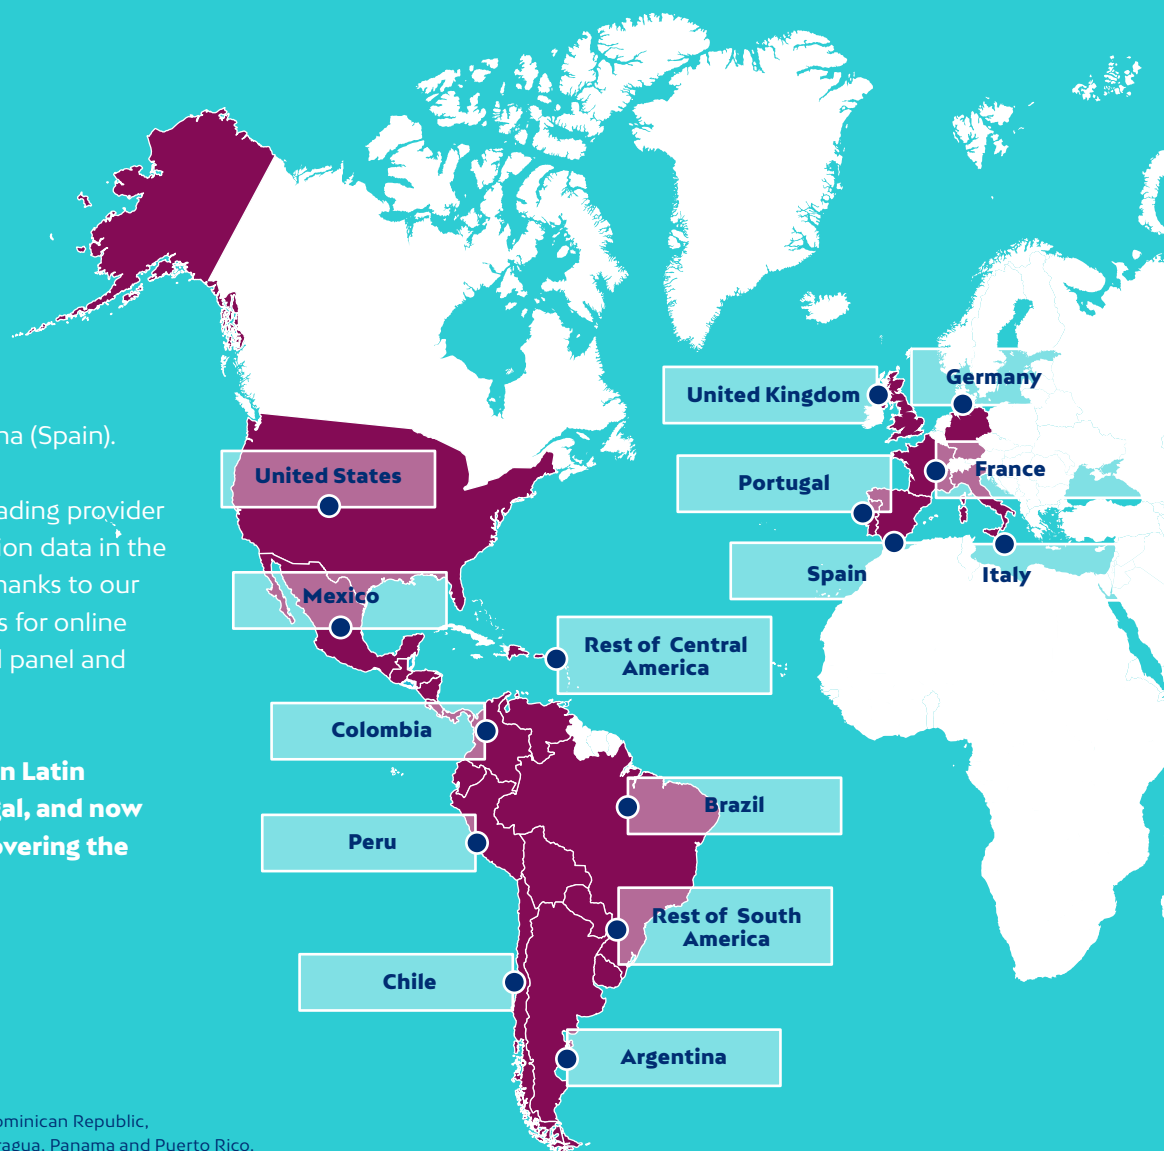 na (Spain).
ading provider
ion data in the
hanks to our
s for online
l panel and
n Latin
gal, and now
overing the
ominican Republic,
ragua, Panama and Puerto Rico.
United States
Mexico
Colombia
Peru
Chile
Rest of Central
America
Brazil
Rest of South
America
Argentina
United Kingdom
Germany
Portugal
France
Spain
Italy